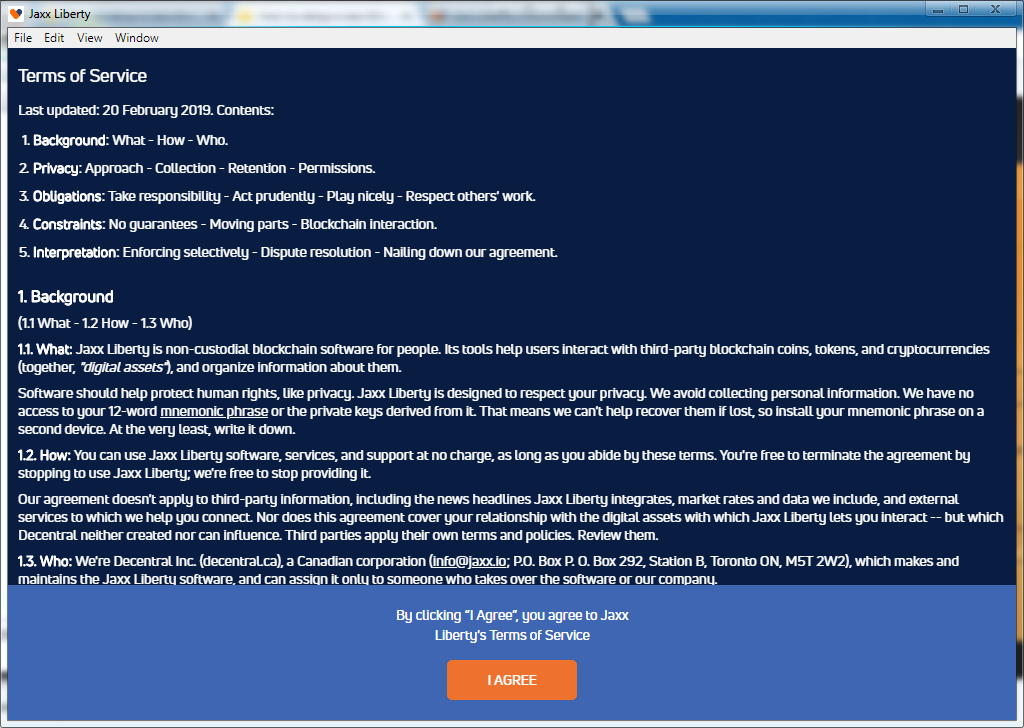 Jaxx Liberty
File Edit View Window
Terms of Service
Last updated: 20 February 2019. Contents:
1. Background: What - How - Who.
2. Privacy: Approach - Collection - Retention - Permissions.
3. Obligations: Take responsibility - Act prudently - Play nicely - Respect others' work.
4. Constraints: No guarantees - Moving parts - Blockchain interaction.
5. Interpretation: Enforcing selectively - Dispute resolution - Nailing down our agreement.
1. Background
(1.1 What - 1.2 How - 1.3 Who)
1.1. What: Jaxx Liberty is non-custodial blockchain software for people. Its tools help users interact with third-party blockchain coins, tokens, and cryptocurrencies
(together, "digital assets"), and organize information about them.
Software should help protect human rights, like privacy. Jaxx Liberty is designed to respect your privacy. We avoid collecting personal information. We have no
access to your 12-word mnemonic phrase or the private keys derived from it. That means we can't help recover them if lost, so install your mnemonic phrase on a
second device. At the very least, write it down.
1.2. How: You can use Jaxx Liberty software, services, and support at no charge, as long as you abide by these terms. You're free to terminate the agreement by
stopping to use Jaxx Liberty; we're free to stop providing it.
Our agreement doesn't apply to third-party information, including the news headlines Jaxx Liberty integrates, market rates and data we include, and external
services to which we help you connect. Nor does this agreement cover your relationship with the digital assets with which Jaxx Liberty lets you interact -- but which
Decentral neither created nor can influence. Third parties apply their own terms and policies. Review them.
1.3. Who: We're Decentral Inc. (decentral.ca), a Canadian corporation (info@jaxx.io; P.O. Box P. O. Box 292, Station B, Toronto ON, M5T 2W2), which makes and
maintains the Jaxx Liberty software, and can assign it only to someone who takes over the software or our company.
By clicking “I Agree”, you agree to Jaxx
Liberty's Terms of Service
I AGREE